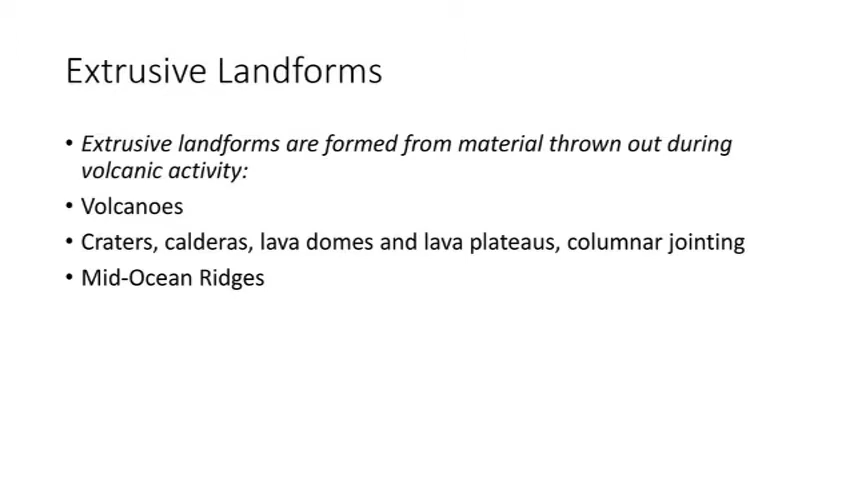 Extrusive Landforms
• Extrusive landforms are formed from material thrown out during
volcanic activity:
• Volcanoes
• Craters, calderas, lava domes and lava plateaus, columnar jointing
• Mid-Ocean Ridges